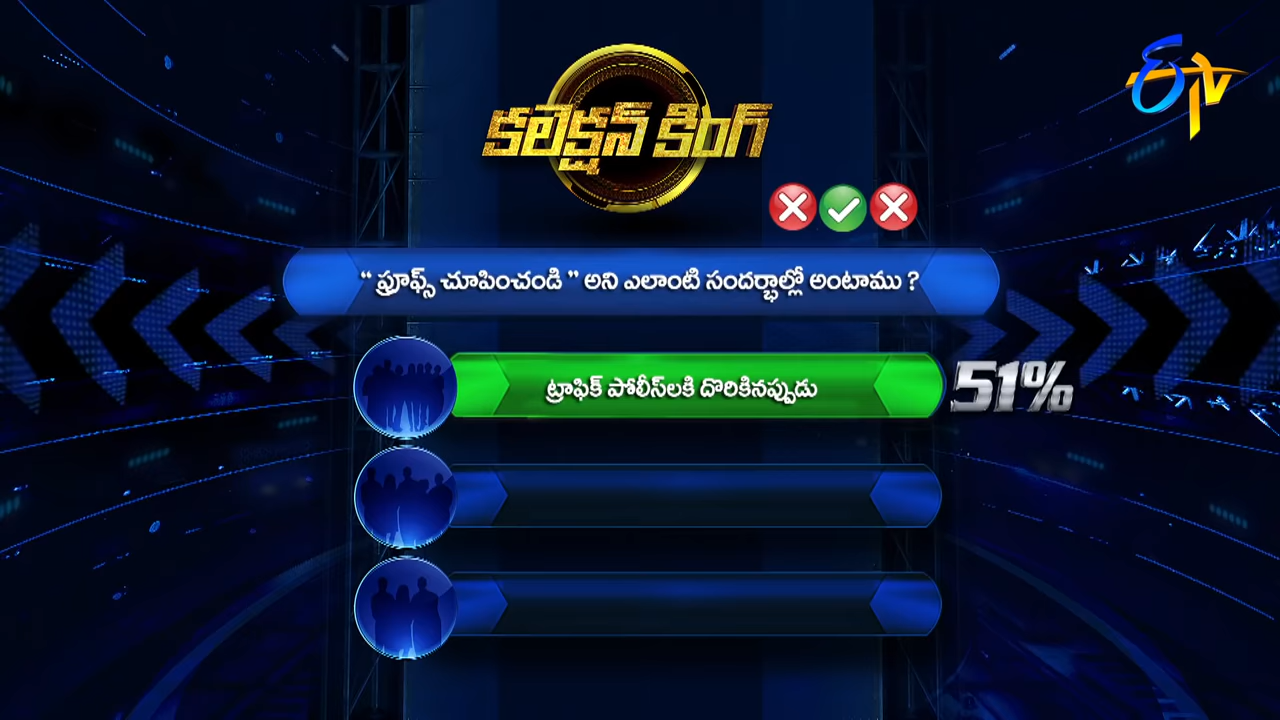 ETV
కలెక్షన్ కింగ్
“ ప్రూఫ్స్ చూపించండి ” అని ఎలాంటి సందర్భాల్లో అంటాము ?
ట్రాఫిక్ పోలీస్‌లకి దొరికినప్పుడు
51%